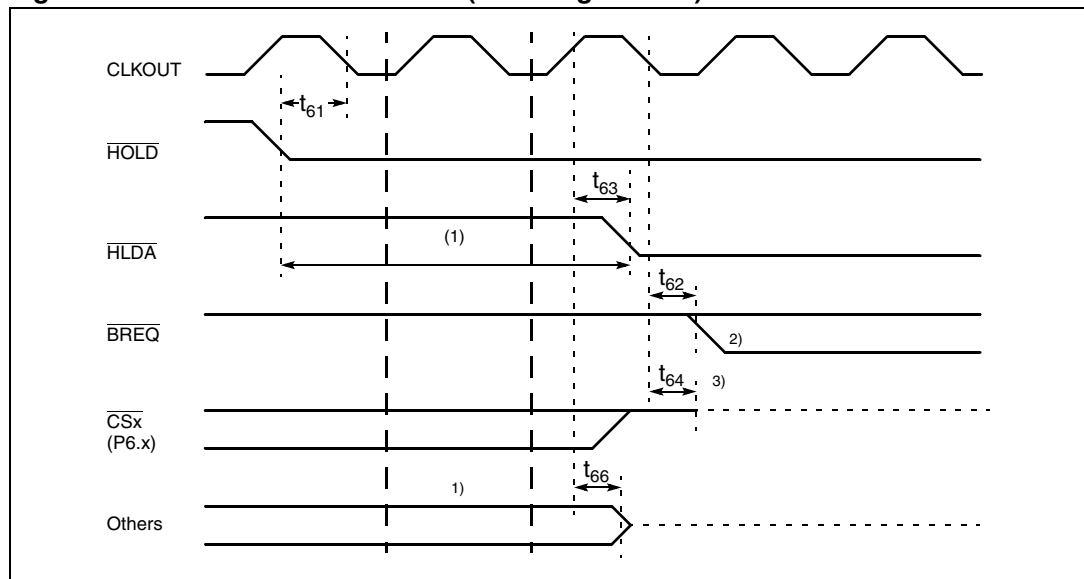 CLKOUT
t61
HOLD
t63
HLDA
(1)
t62
BREQ
2)
t64
3)
CSx
(P6.x)
t66
1)
Others